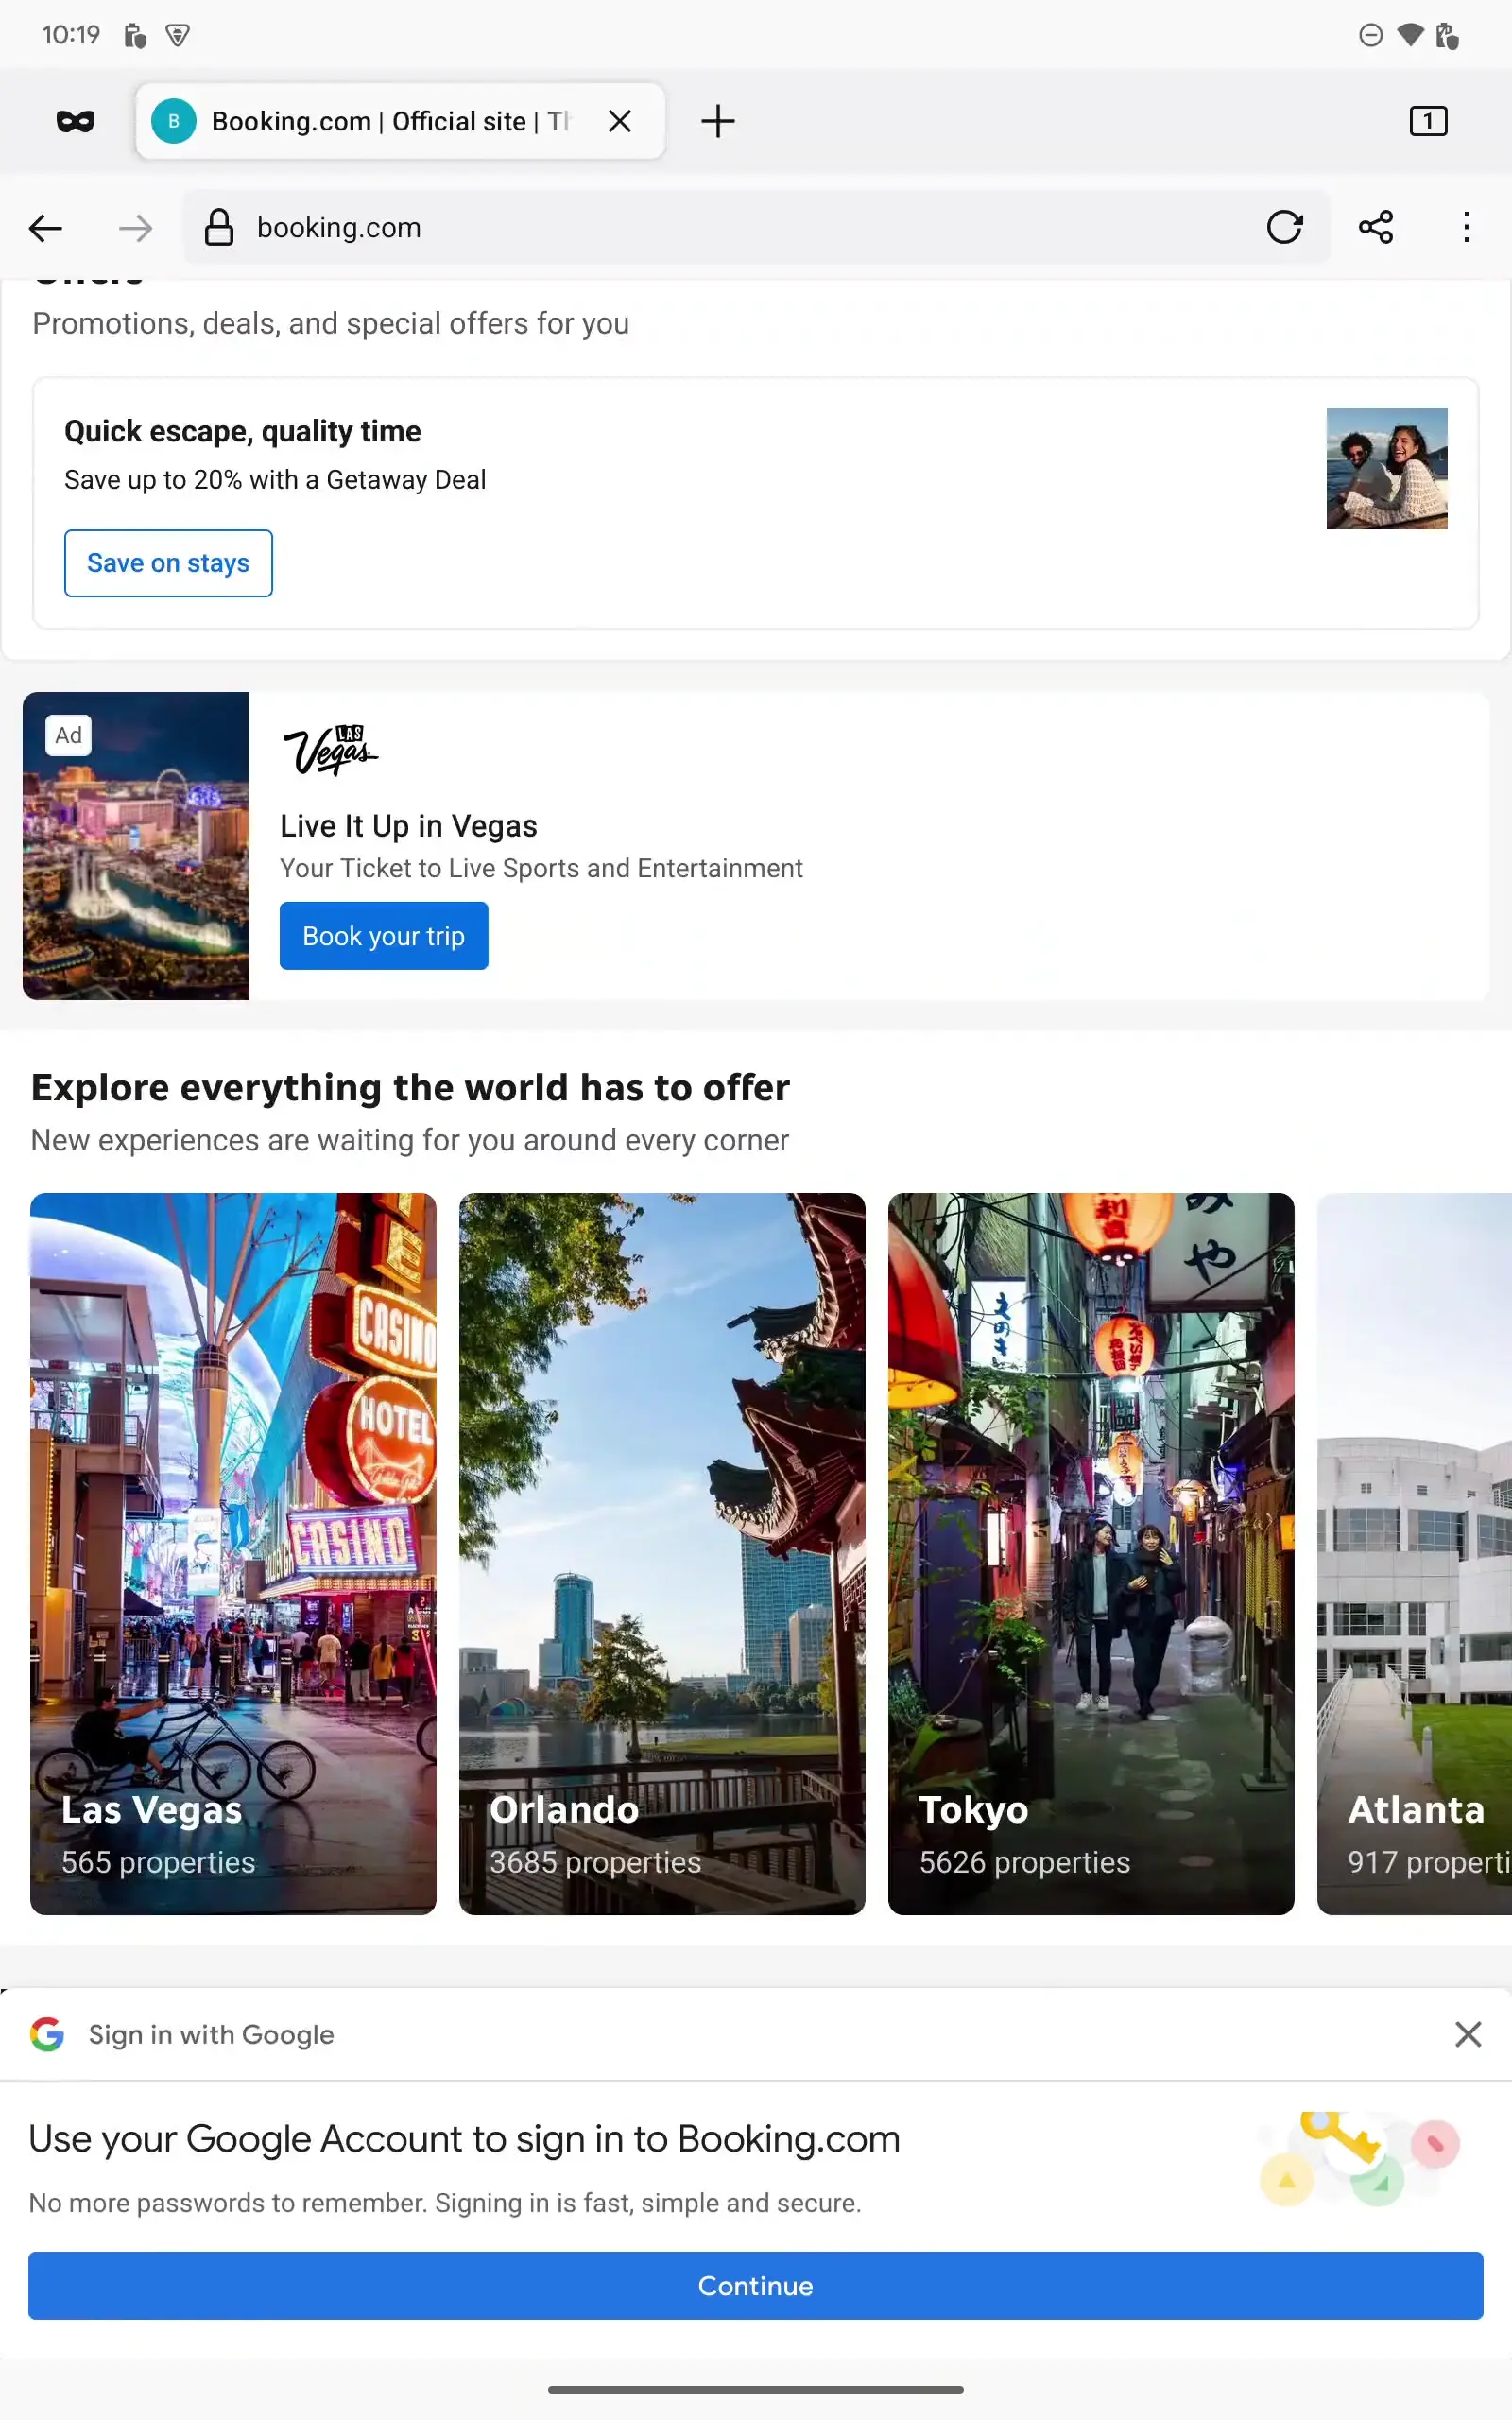 10:19
B Booking.com | Official site | Th
1
booking.com
Offers
Promotions, deals, and special offers for you
Quick escape, quality time
Save up to 20% with a Getaway Deal
Save on stays
Ad
LAS
Vegas
Live It Up in Vegas
Your Ticket to Live Sports and Entertainment
Book your trip
Explore everything the world has to offer
New experiences are waiting for you around every corner
CASINO
HOTEL
CASINO
Las Vegas
565 properties
Orlando
3685 properties
や
Tokyo
5626 properties
Atlanta
917 properti
Sign in with Google
Use your Google Account to sign in to Booking.com
No more passwords to remember. Signing in is fast, simple and secure.
Continue